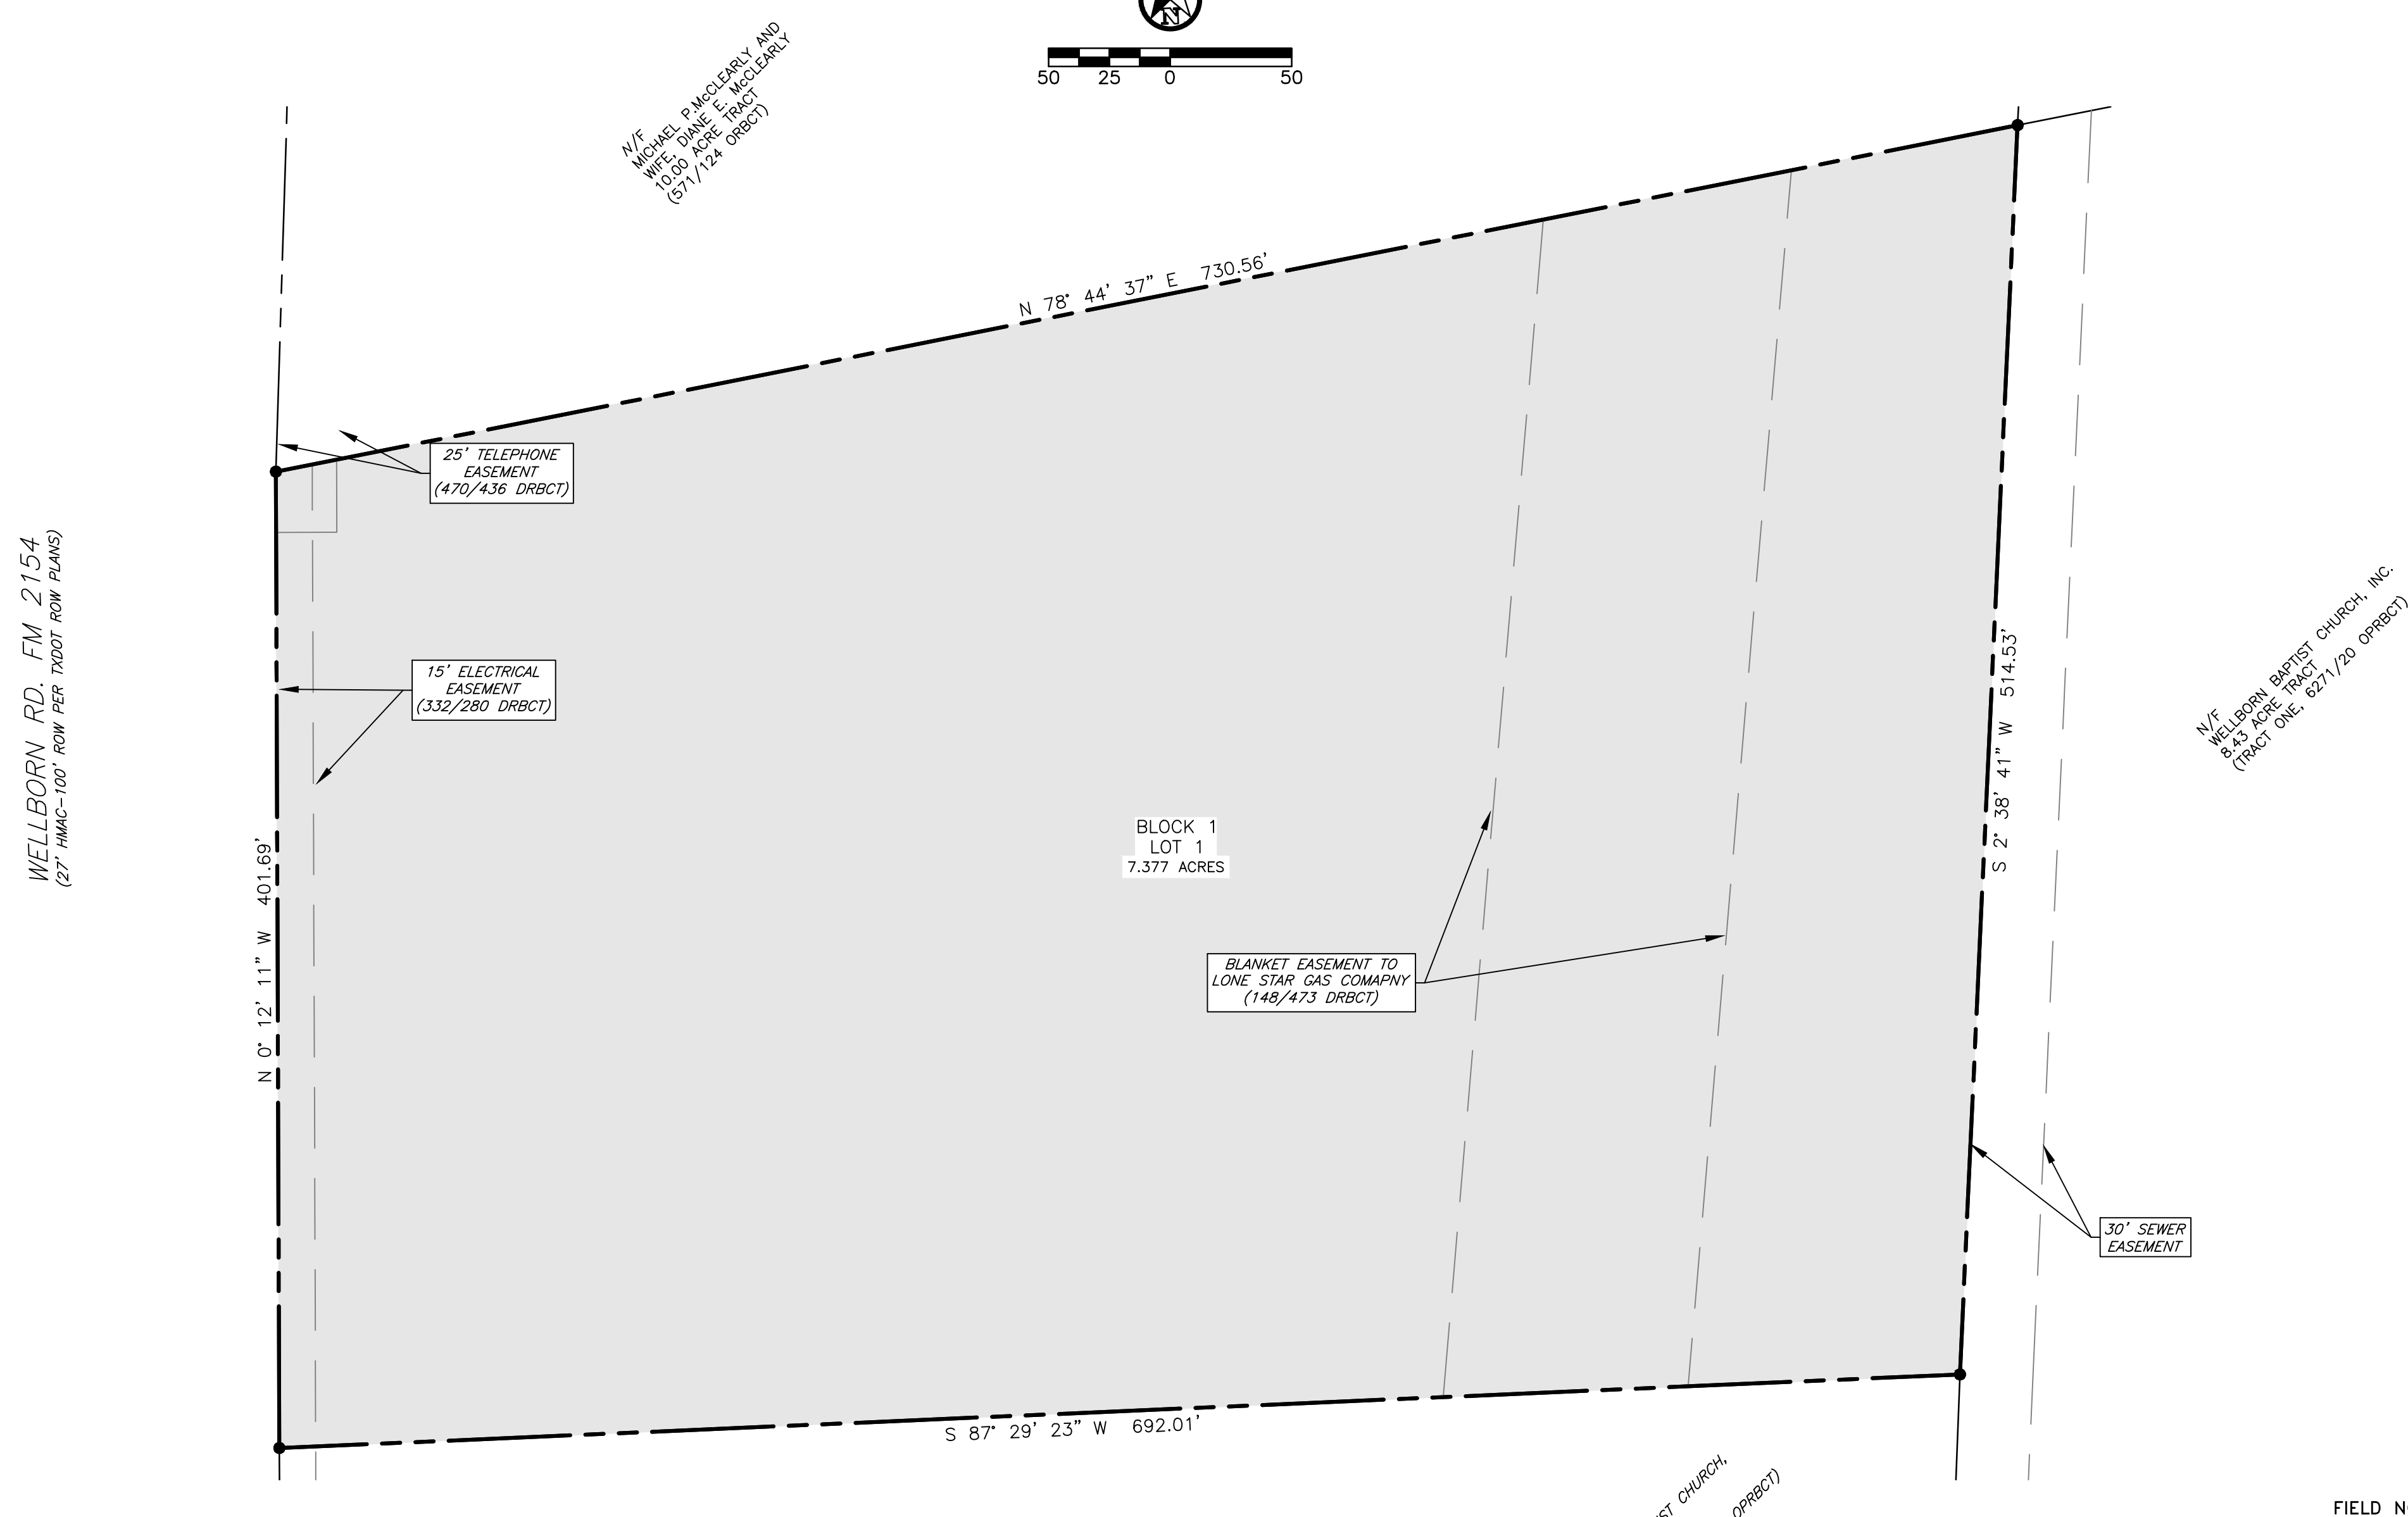 N
50 25 0 50
N/F
MICHAEL P.McCLEARLY AND
WIFE, DIANE E. McCLEARLY
10.00 ACRE TRACT
(571/124 ORBCT)
N 78° 44' 37" E 730.56'
25' TELEPHONE
EASEMENT
(470/436 DRBCT)
WELLBORN RD. FM 2154
(27' HMAC-100' ROW PER TXDOT ROW PLANS)
15' ELECTRICAL
EASEMENT
(332/280 DRBCT)
N 0° 12' 11" W 401.69'
BLOCK 1
LOT 1
7.377 ACRES
BLANKET EASEMENT TO
LONE STAR GAS COMAPNY
(148/473 DRBCT)
S 2° 38' 41" W 514.53'
N/F
WELLBORN BAPTIST CHURCH, INC.
8.43 ACRE TRACT
(TRACT ONE, 6271/20 OPRBCT)
30' SEWER
EASEMENT
S 87° 29' 23" W 692.01'
CHURCH,
OPRBCT)
FIELD